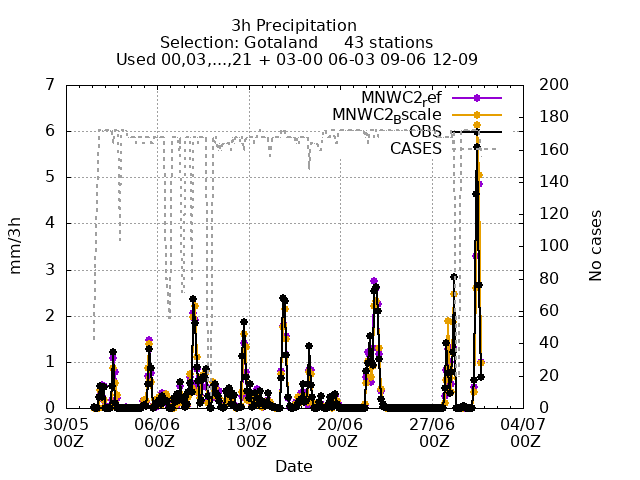 3h Precipitation
Selection: Gotaland 43 stations
Used 00,03,...,21 + 03-00 06-03 09-06 12-09
MNWC2ref
MNWC2Bscale
OBS
CASES
mm/3h
7
6
5
4
3
2
1
0
No cases
200
180
160
140
120
100
80
60
40
20
0
30/05 06/06 13/06 20/06 27/06 04/07
00Z 00Z 00Z 00Z 00Z 00Z
Date